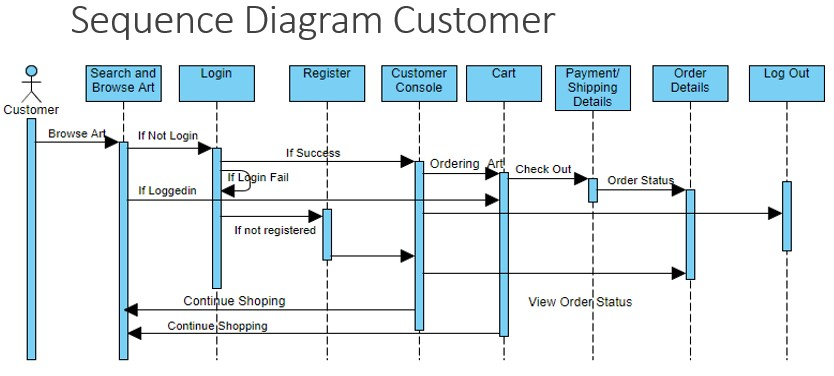 Sequence Diagram Customer
Search and
Browse Art
Login
Register
Customer
Console
Cart
Payment/
Shipping
Details
Order
Details
Log Out
Customer
Browse Art
If Not Login
If Success
Ordering Art
Check Out
If Login Fail
Order Status
If Loggedin
If not registered
Continue Shoping
View Order Status
Continue Shopping